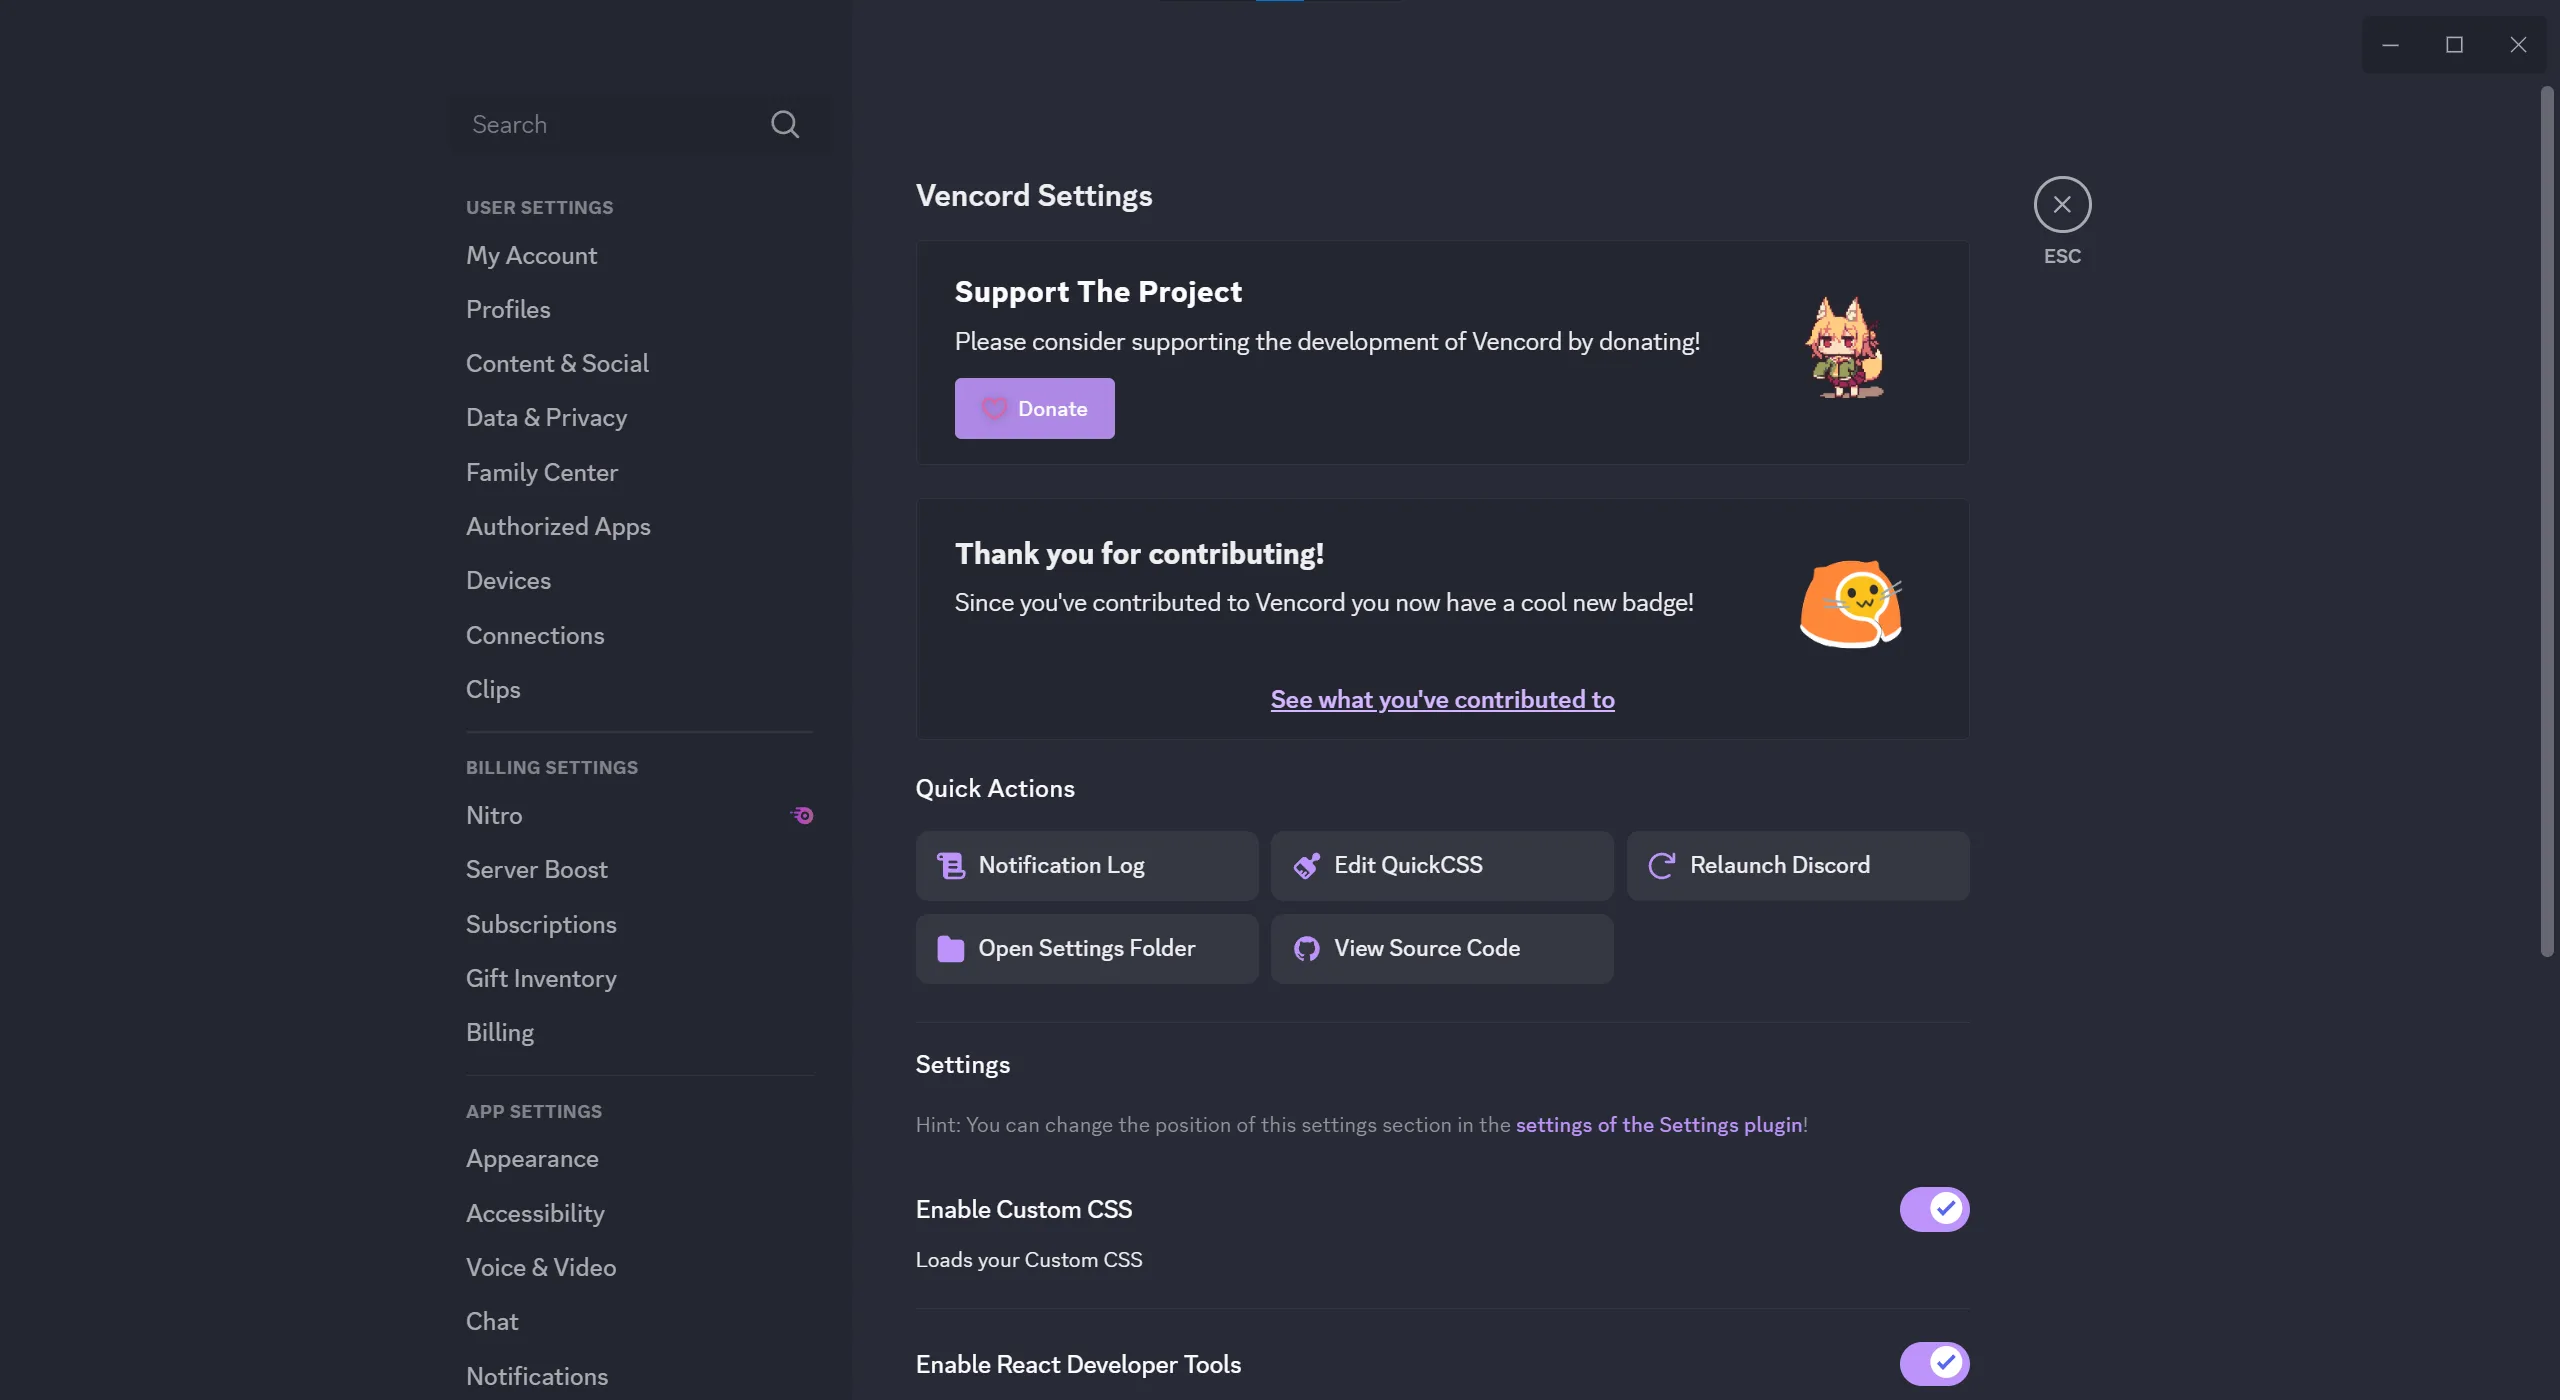 Search
USER SETTINGS
My Account
Profiles
Content & Social
Data & Privacy
Family Center
Authorized Apps
Devices
Connections
Clips
BILLING SETTINGS
Nitro
Server Boost
Subscriptions
Gift Inventory
Billing
APP SETTINGS
Appearance
Accessibility
Voice & Video
Chat
Notifications
Vencord Settings
ESC
Support The Project
Please consider supporting the development of Vencord by donating!
Donate
Thank you for contributing!
Since you've contributed to Vencord you now have a cool new badge!
See what you've contributed to
Quick Actions
Notification Log
Edit QuickCSS
Relaunch Discord
Open Settings Folder
View Source Code
Settings
Hint: You can change the position of this settings section in the settings of the Settings plugin!
Enable Custom CSS
Loads your Custom CSS
Enable React Developer Tools